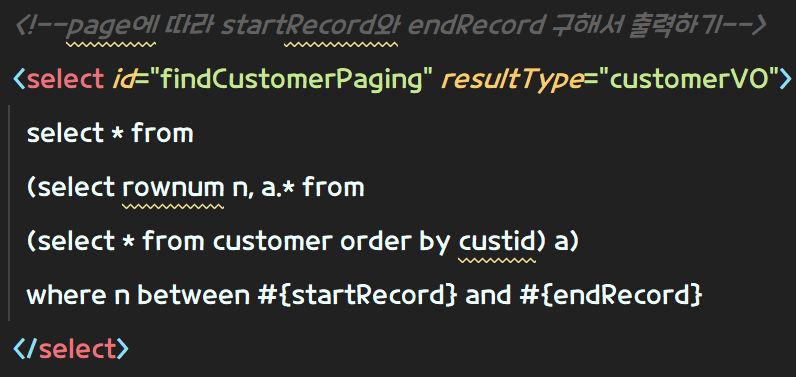 <!--page에 따라 startRecord와 endRecord 구해서 출력하기-->
<select id="findCustomerPaging" resultType="customerVO">
select * from
(select rownum n, a.* from
(select * from customer order by custid) a)
where n between #{startRecord} and #{endRecord}
</select>